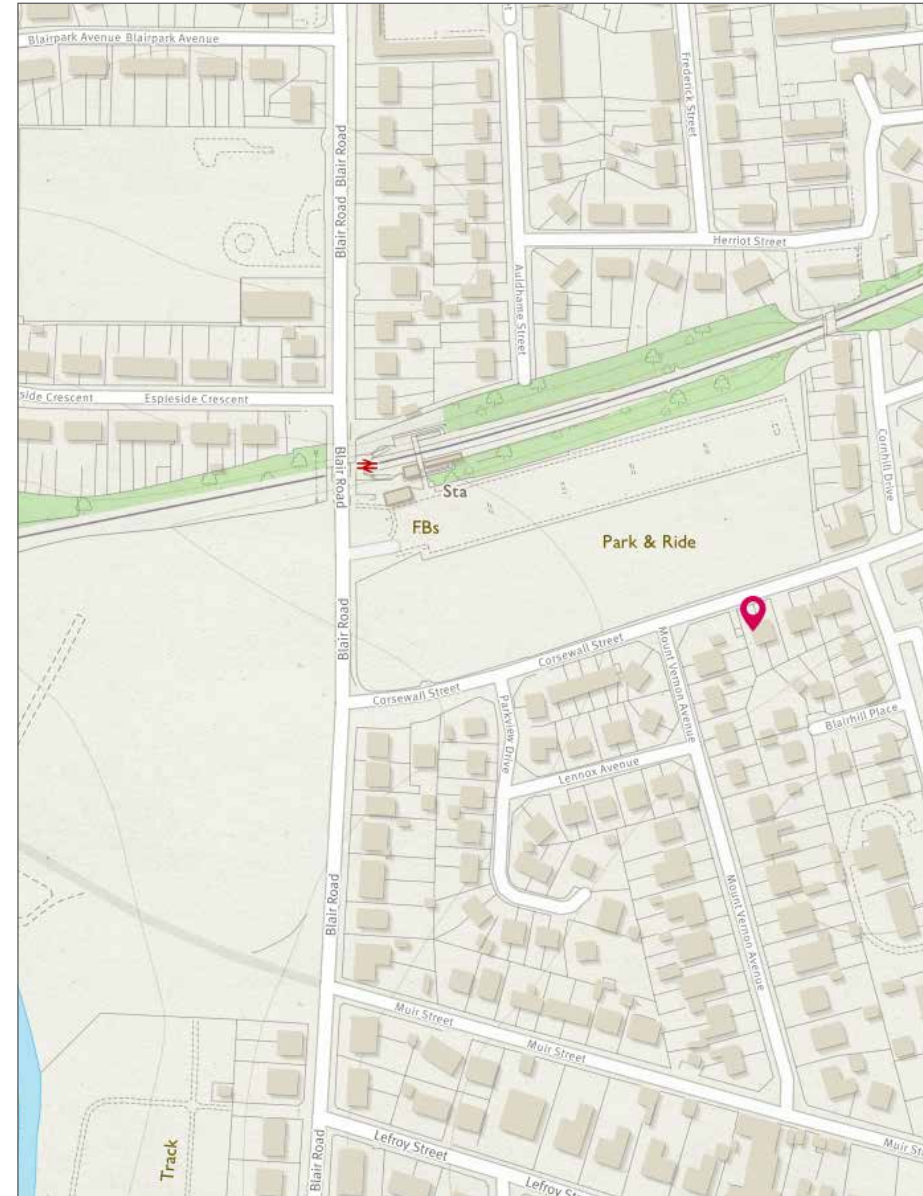 Blairpark Avenue
Blairpark Avenue
Blair Road
Blair Road
Frederick Street
Herriot Street
Auldhame Street
side Crescent
Espieside Crescent
Blair Road
Sta
FBs
Park & Ride
Cornhill Drive
Blair Road
Corsewall Street
Corsewall Street
Mount Vernon Avenue
Parkview Drive
Blairhill Place
Lennox Avenue
Blair Road
Mount Vernon Avenue
Muir Street
Muir Street
Muir St
Blair Road
Lefroy Street
Lefroy St
Track